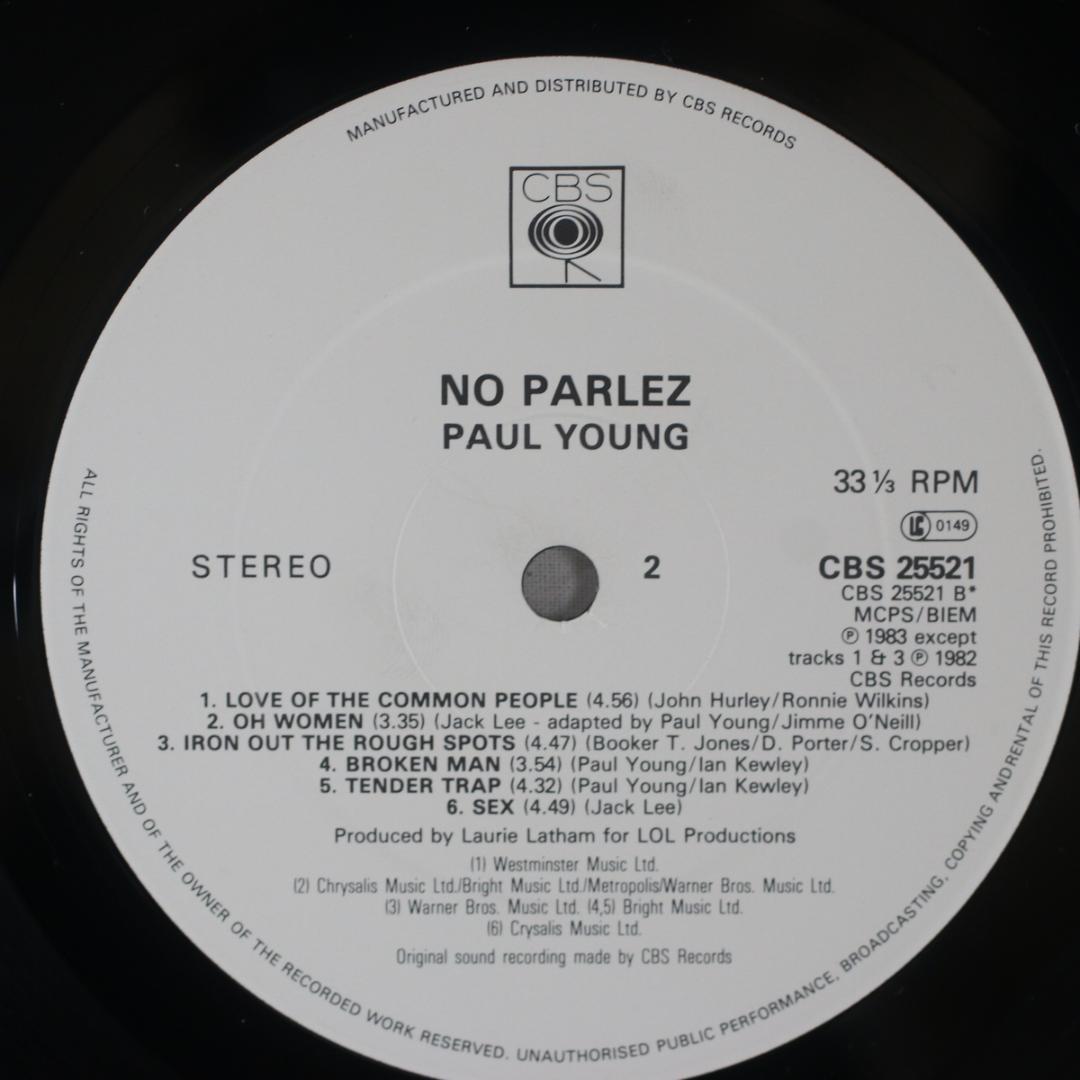 MANUFACTURED AND DISTRIBUTED BY CBS RECORDS
CBS
NO PARLEZ
PAUL YOUNG
33 ⅓ RPM
LC 0149
STEREO
2
CBS 25521
CBS 25521 B*
MCPS/BIEM
℗ 1983 except
tracks 1 & 3 ℗ 1982
CBS Records
1. LOVE OF THE COMMON PEOPLE (4.56) (John Hurley/Ronnie Wilkins)
2. OH WOMEN (3.35) (Jack Lee - adapted by Paul Young/Jimme O'Neill)
3. IRON OUT THE ROUGH SPOTS (4.47) (Booker T. Jones/D. Porter/S. Cropper)
4. BROKEN MAN (3.54) (Paul Young/Ian Kewley)
5. TENDER TRAP (4.32) (Paul Young/Ian Kewley)
6. SEX (4.49) (Jack Lee)
Produced by Laurie Latham for LOL Productions
(1) Westminster Music Ltd.
(2) Chrysalis Music Ltd./Bright Music Ltd./Metropolis/Warner Bros. Music Ltd.
(3) Warner Bros. Music Ltd. (4,5) Bright Music Ltd.
(6) Crysalis Music Ltd.
Original sound recording made by CBS Records
ALL RIGHTS OF THE MANUFACTURER AND OF THE OWNER OF THE RECORDED WORK RESERVED. UNAUTHORISED PUBLIC PERFORMANCE, BROADCASTING, COPYING AND RENTAL OF THIS RECORD PROHIBITED.